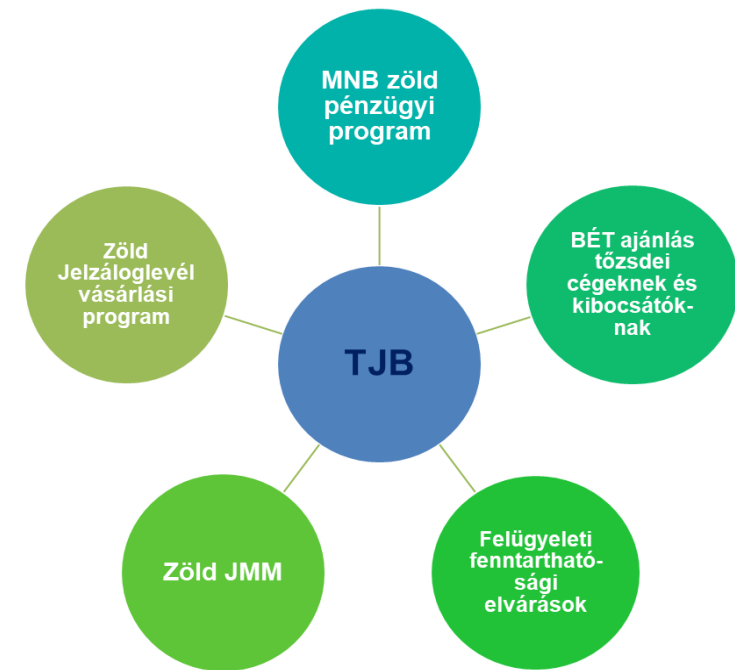 MNB zöld
pénzügyi
program
Zöld
Jelzáloglevél
vásárlási
program
BÉT ajánlás
tőzsdei
cégeknek és
kibocsátók-
nak
TJB
Zöld JMM
Felügyeleti
fenntartható-
sági
elvárások